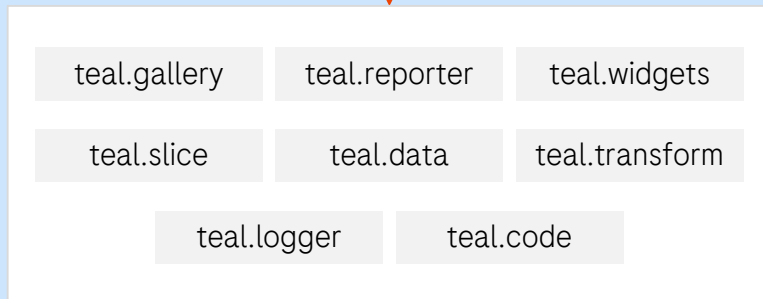 teal.gallery teal.reporter teal.widgets
teal.slice teal.data teal.transform
teal.logger teal.code